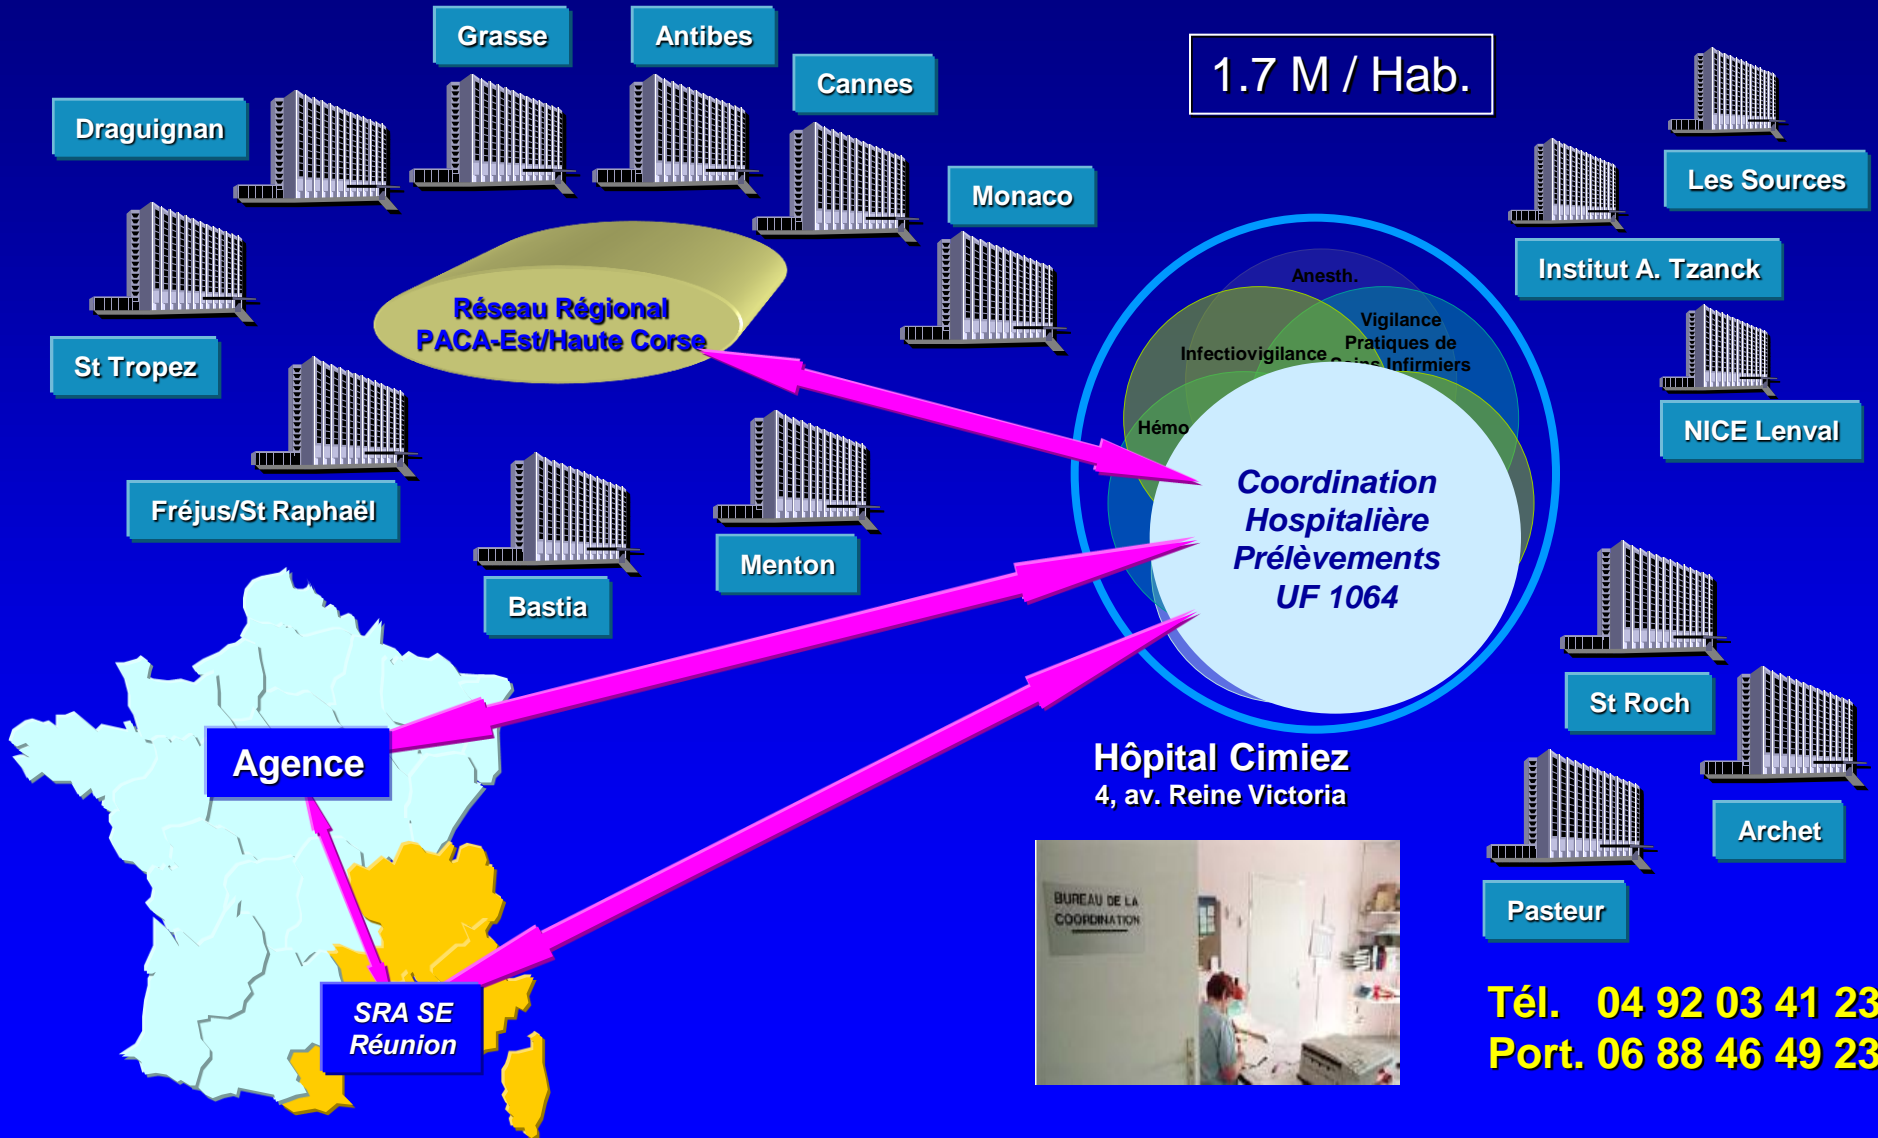 Grasse
Antibes
Cannes
1.7 M / Hab.
Draguignan
Les Sources
Monaco
Institut A. Tzanck
Anesth.
Réseau Régional
PACA-Est/Haute Corse
Vigilance
Pratiques de
Infirmiers
Infectiovigilance
St Tropez
NICE Lenval
Hémo
Fréjus/St Raphaël
Coordination
Hospitalière
Prélèvements
UF 1064
Menton
Bastia
St Roch
Agence
Hôpital Cimiez
4, av. Reine Victoria
Archet
BUREAU DE LA
COORDINATION
Pasteur
SRA SE
Réunion
Tél. 04 92 03 41 23
Port. 06 88 46 49 23